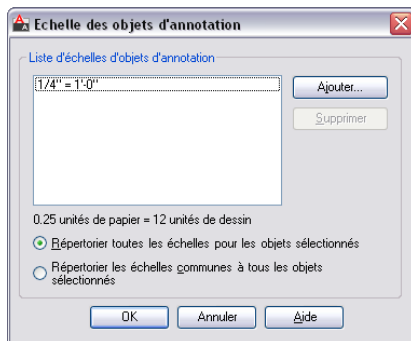 Echelle des objets d'annotation
Liste d'échelles d'objets d'annotation
1/4" = 1'-0"
Ajouter...
Supprimer
0.25 unités de papier = 12 unités de dessin
Répertorier toutes les échelles pour les objets sélectionnés
Répertorier les échelles communes à tous les objets
sélectionnés
OK
Annuler
Aide